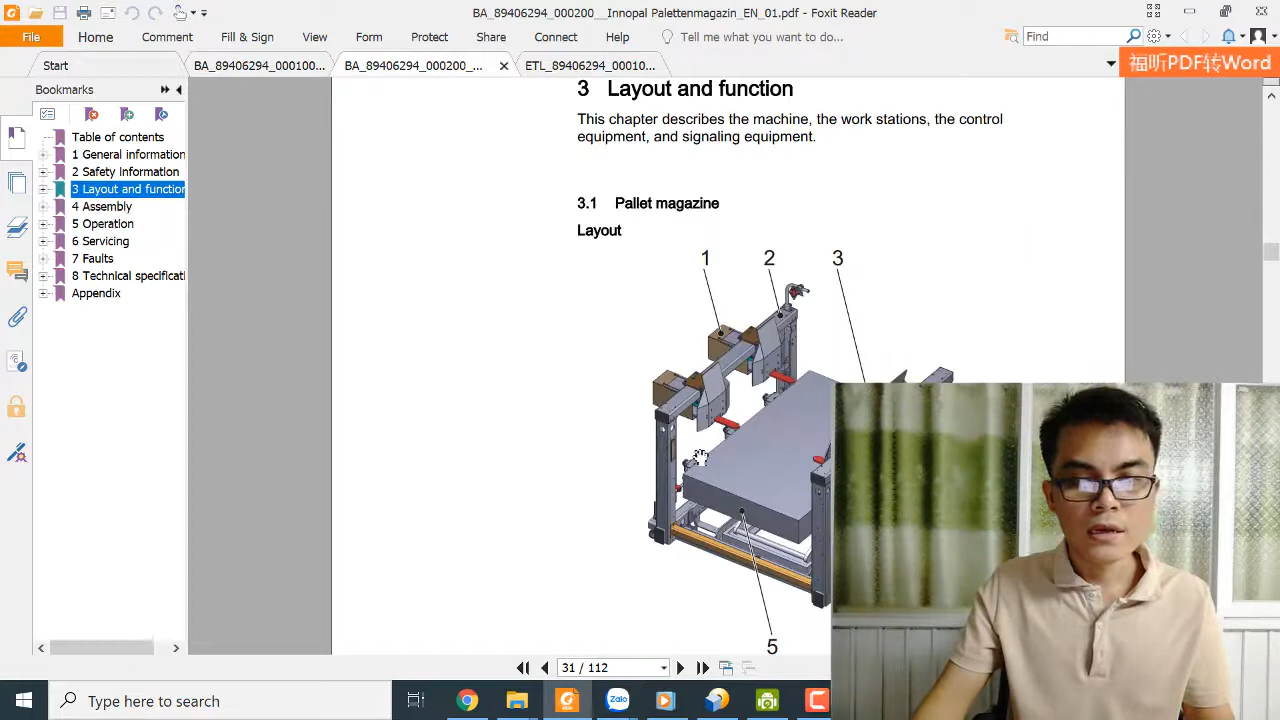 BA_89406294_000200__Innopal Palettenmagazin_EN_01.pdf - Foxit Reader
File Home Comment Fill & Sign View Form Protect Share Connect Help Tell me what you want to do... Find
Start BA_89406294_000100... BA_89406294_000200_... ETL_89406294_00010...
福昕PDF转Word
Bookmarks
Table of contents
1 General information
2 Safety information
3 Layout and function
4 Assembly
5 Operation
6 Servicing
7 Faults
8 Technical specificati
Appendix
3 Layout and function
This chapter describes the machine, the work stations, the control
equipment, and signaling equipment.
3.1 Pallet magazine
Layout
1 2 3
5
31 / 112
Type here to search
Zalo